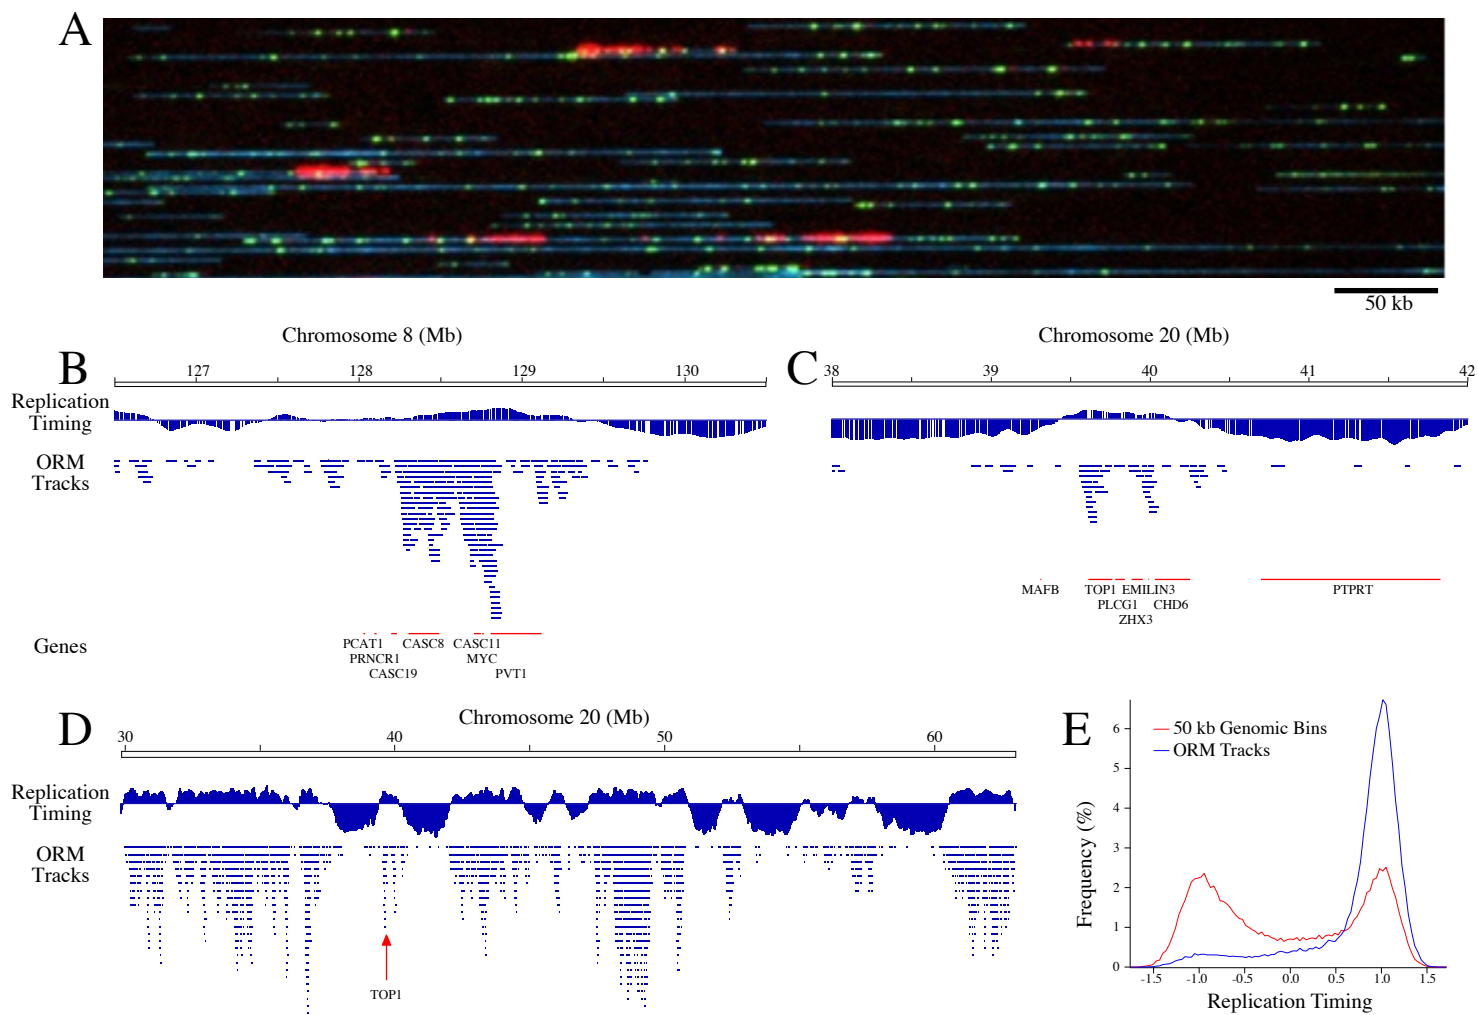 A
50 kb
Chromosome 8 (Mb)
B
127 128 129 130
Replication
Timing
ORM
Tracks
Genes
PCAT1 CASC8 CASC11
PRNCR1 MYC
CASC19 PVT1
Chromosome 20 (Mb)
C
38 39 40 41 42
MAFB TOP1 EMILIN3 PTPRT
PLCG1 CHD6
ZHX3
Chromosome 20 (Mb)
D
30 40 50 60
Replication
Timing
ORM
Tracks
TOP1
E
50 kb Genomic Bins
ORM Tracks
Frequency (%)
6
5
4
3
2
1
0
-1.5 -1.0 -0.5 0.0 0.5 1.0 1.5
Replication Timing